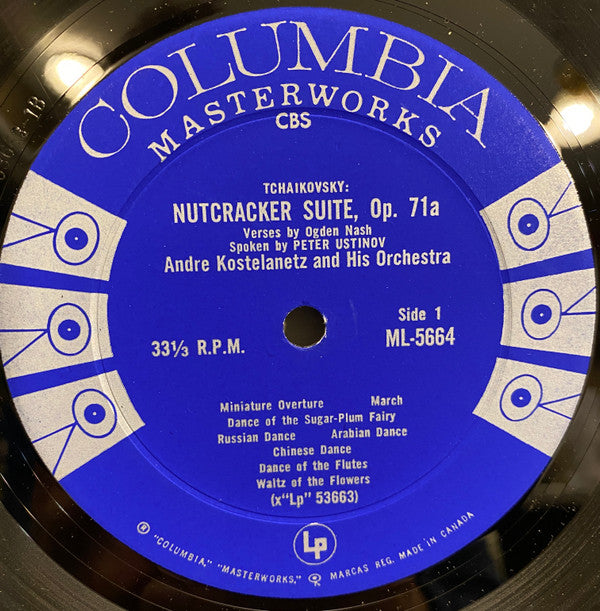 COLUMBIA
MASTERWORKS
CBS
TCHAIKOVSKY:
NUTCRACKER SUITE, Op. 71a
Verses by Ogden Nash
Spoken by PETER USTINOV
Andre Kostelanetz and His Orchestra
Side 1
33⅓ R.P.M.
ML-5664
Miniature Overture March
Dance of the Sugar-Plum Fairy
Russian Dance Arabian Dance
Chinese Dance
Dance of the Flutes
Waltz of the Flowers
(x"Lp" 53663)
Lp
® "COLUMBIA," "MASTERWORKS," MARCAS REG. MADE IN CANADA